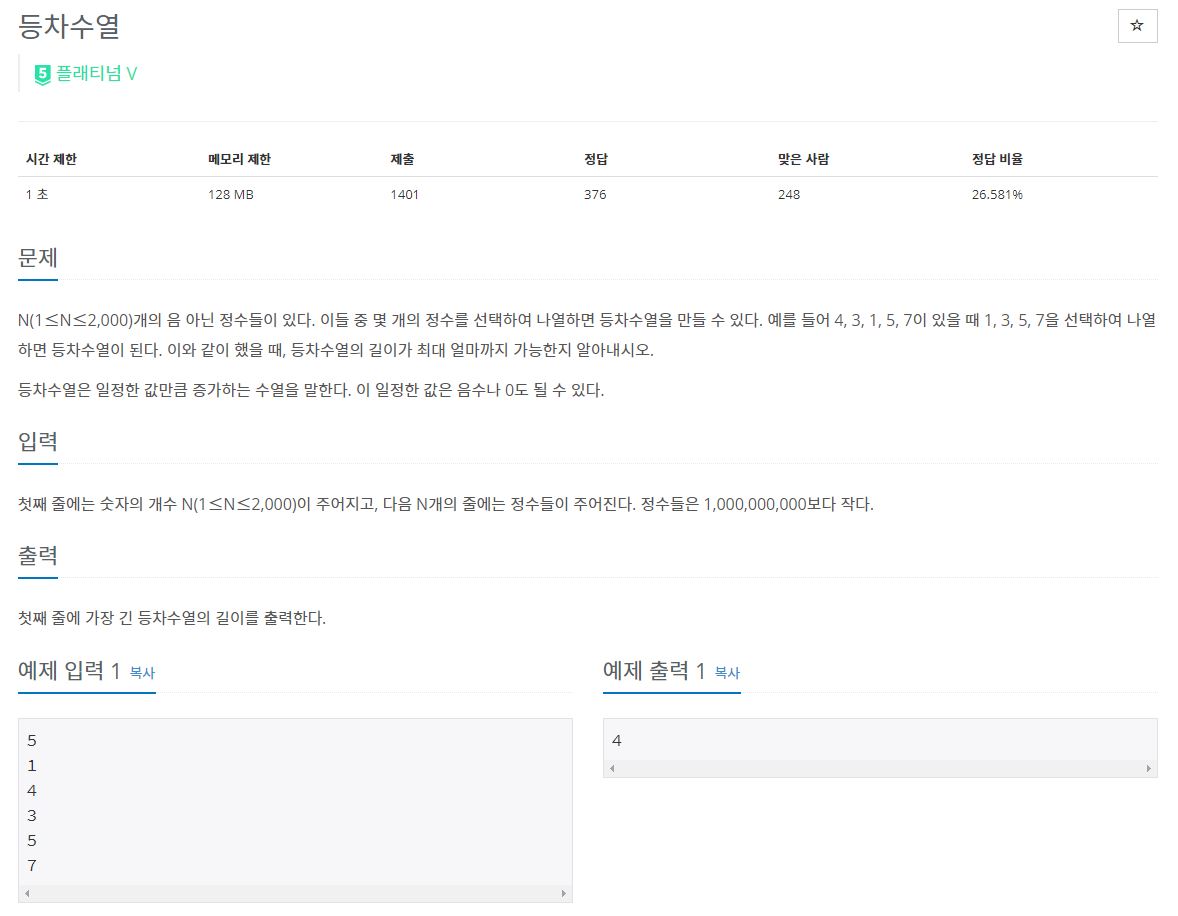 등차수열
☆
5 플래티넘 V
시간 제한 메모리 제한 제출 정답 맞은 사람 정답 비율
1 초 128 MB 1401 376 248 26.581%
문제
N(1≤N≤2,000)개의 음 아닌 정수들이 있다. 이들 중 몇 개의 정수를 선택하여 나열하면 등차수열을 만들 수 있다. 예를 들어 4, 3, 1, 5, 7이 있을 때 1, 3, 5, 7을 선택하여 나열
하면 등차수열이 된다. 이와 같이 했을 때, 등차수열의 길이가 최대 얼마까지 가능한지 알아내시오.
등차수열은 일정한 값만큼 증가하는 수열을 말한다. 이 일정한 값은 음수나 0도 될 수 있다.
입력
첫째 줄에는 숫자의 개수 N(1≤N≤2,000)이 주어지고, 다음 N개의 줄에는 정수들이 주어진다. 정수들은 1,000,000,000보다 작다.
출력
첫째 줄에 가장 긴 등차수열의 길이를 출력한다.
예제 입력 1 복사
5
1
4
3
5
7
예제 출력 1 복사
4